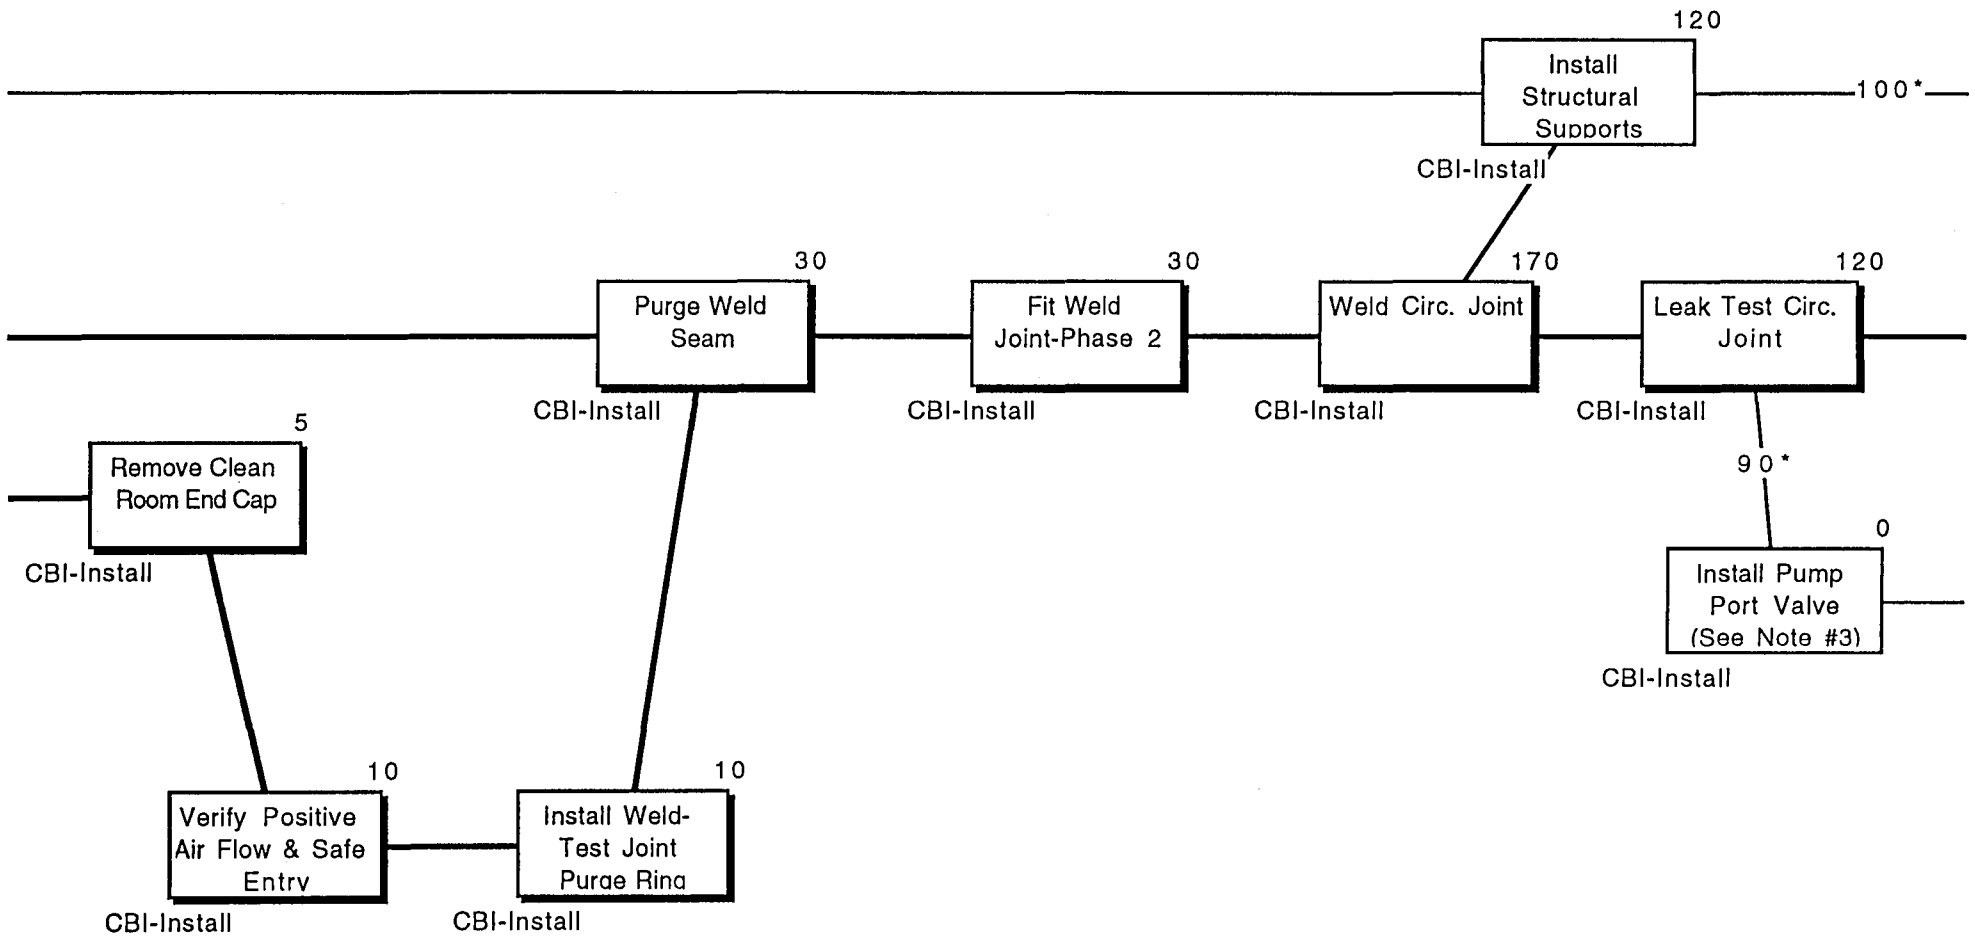 120
Install
Structural
Supports
100*
CBI-Install
30
Purge Weld
Seam
CBI-Install
30
Fit Weld
Joint-Phase 2
CBI-Install
170
Weld Circ. Joint
CBI-Install
120
Leak Test Circ.
Joint
CBI-Install
5
Remove Clean
Room End Cap
CBI-Install
90*
0
Install Pump
Port Valve
(See Note #3)
CBI-Install
10
Verify Positive
Air Flow & Safe
Entry
CBI-Install
10
Install Weld-
Test Joint
Purge Ring
CBI-Install